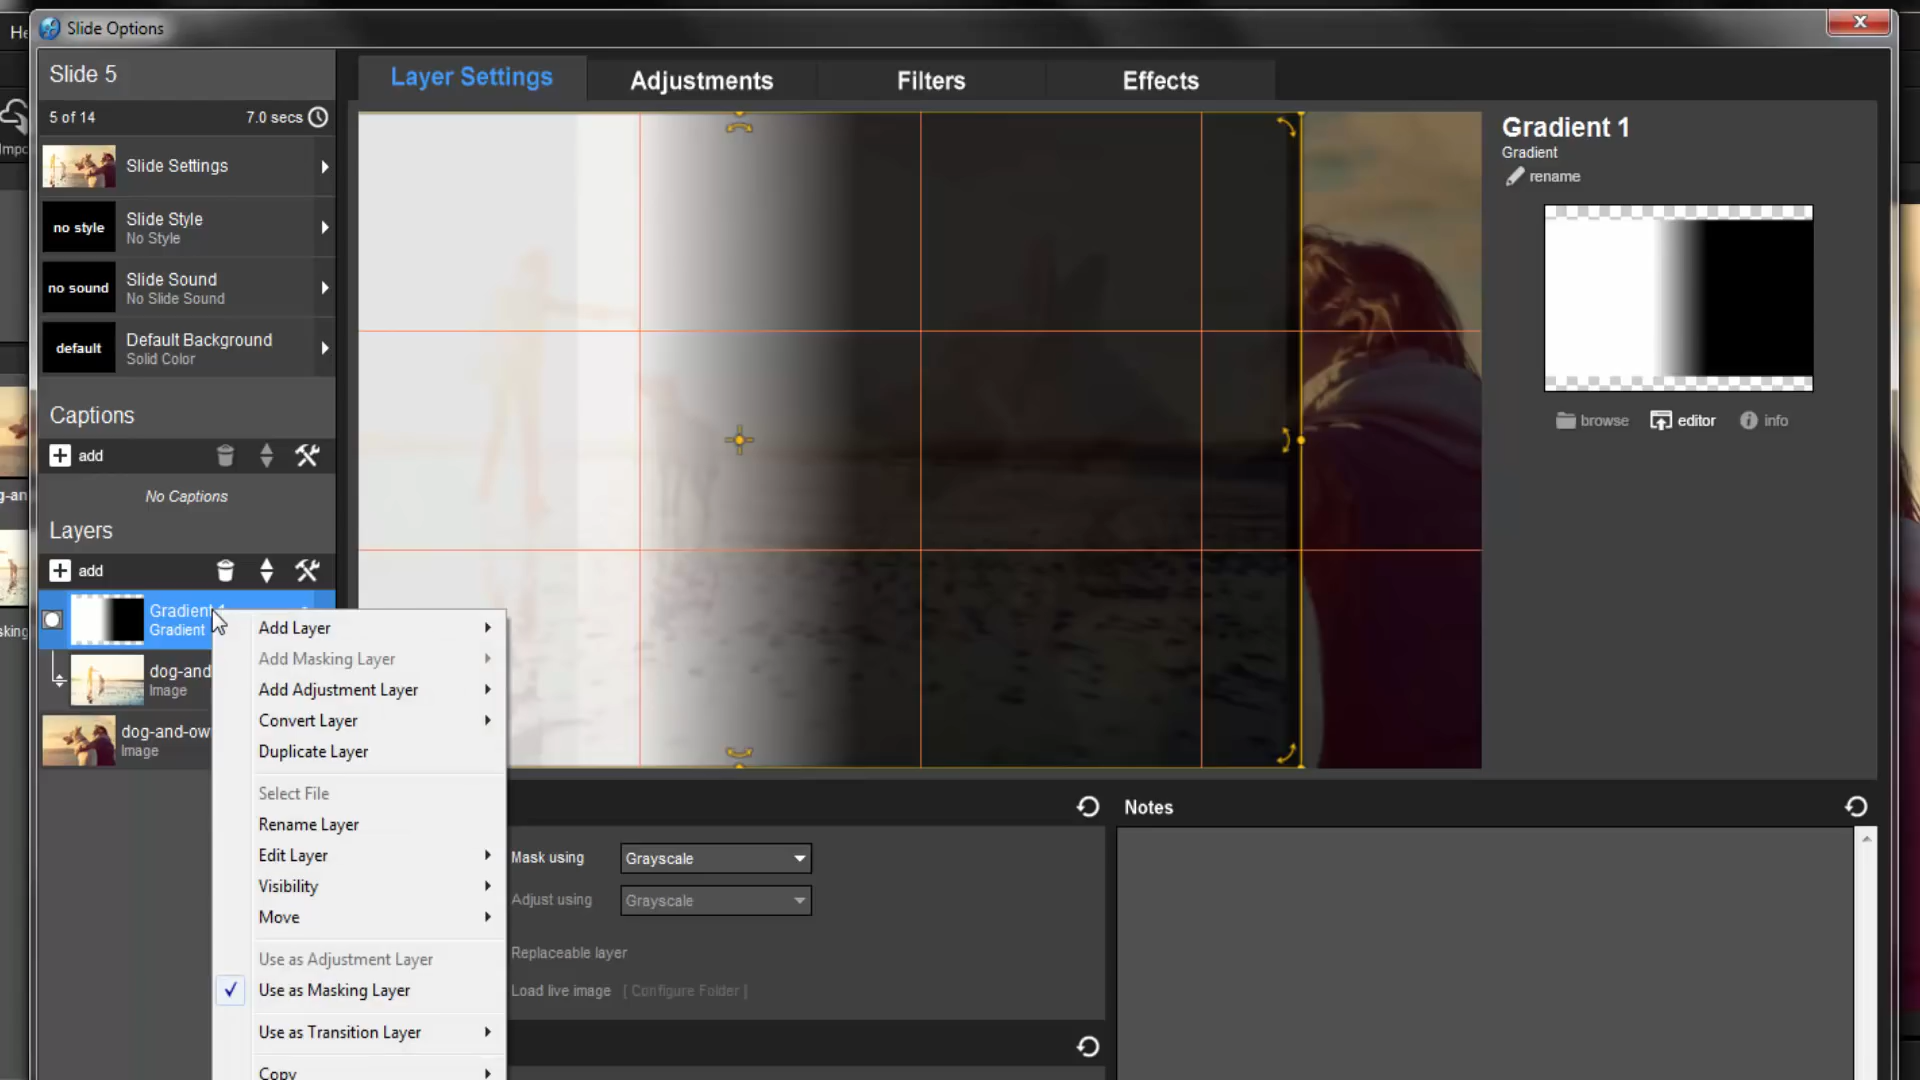 He
Slide Options
Slide 5
5 of 14
7.0 secs
Slide Settings
no style
Slide Style
No Style
no sound
Slide Sound
No Slide Sound
default
Default Background
Solid Color
Captions
add
No Captions
Layers
add
Gradient 1
Gradient
dog-and
Image
dog-and-ow
Image
Layer Settings
Adjustments
Filters
Effects
Gradient 1
Gradient
rename
browse
editor
info
Add Layer
Add Masking Layer
Add Adjustment Layer
Convert Layer
Duplicate Layer
Select File
Rename Layer
Edit Layer
Visibility
Move
Use as Adjustment Layer
Use as Masking Layer
Use as Transition Layer
Copy
Mask using
Grayscale
Adjust using
Grayscale
Replaceable layer
Load live image
[ Configure Folder ]
Notes
Impo
g-an
sking